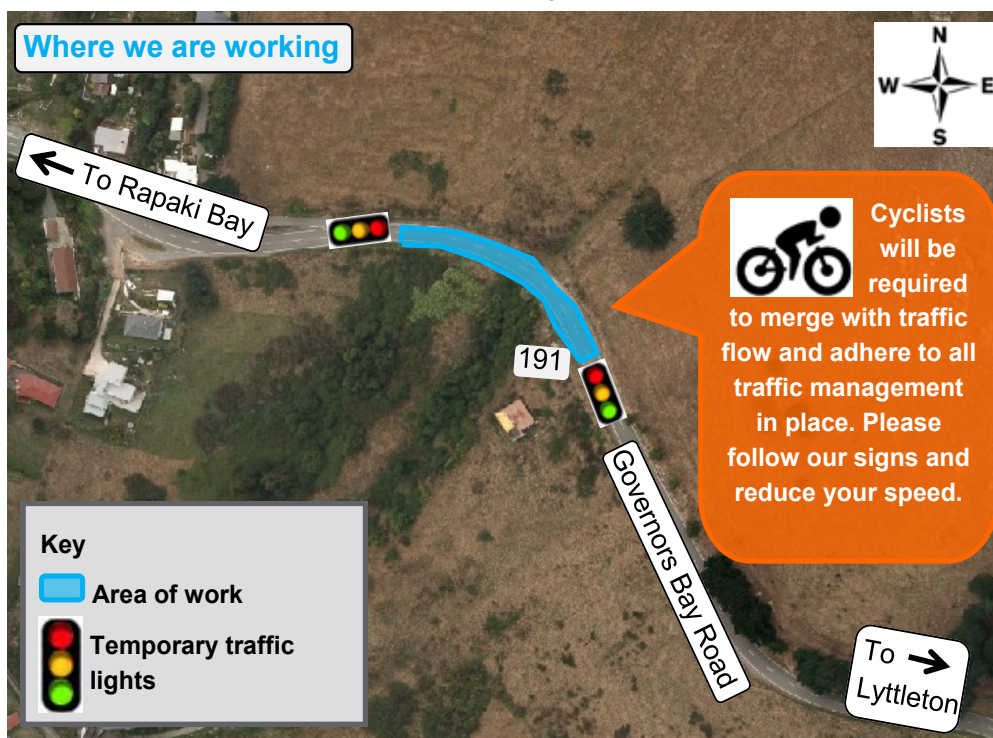 Where we are working
N
W E
S
To Rapaki Bay
Cyclists
will be
required
to merge with traffic
flow and adhere to all
traffic management
in place. Please
follow our signs and
reduce your speed.
191
Governors Bay Road
Key
Area of work
Temporary traffic
lights
To
Lyttleton